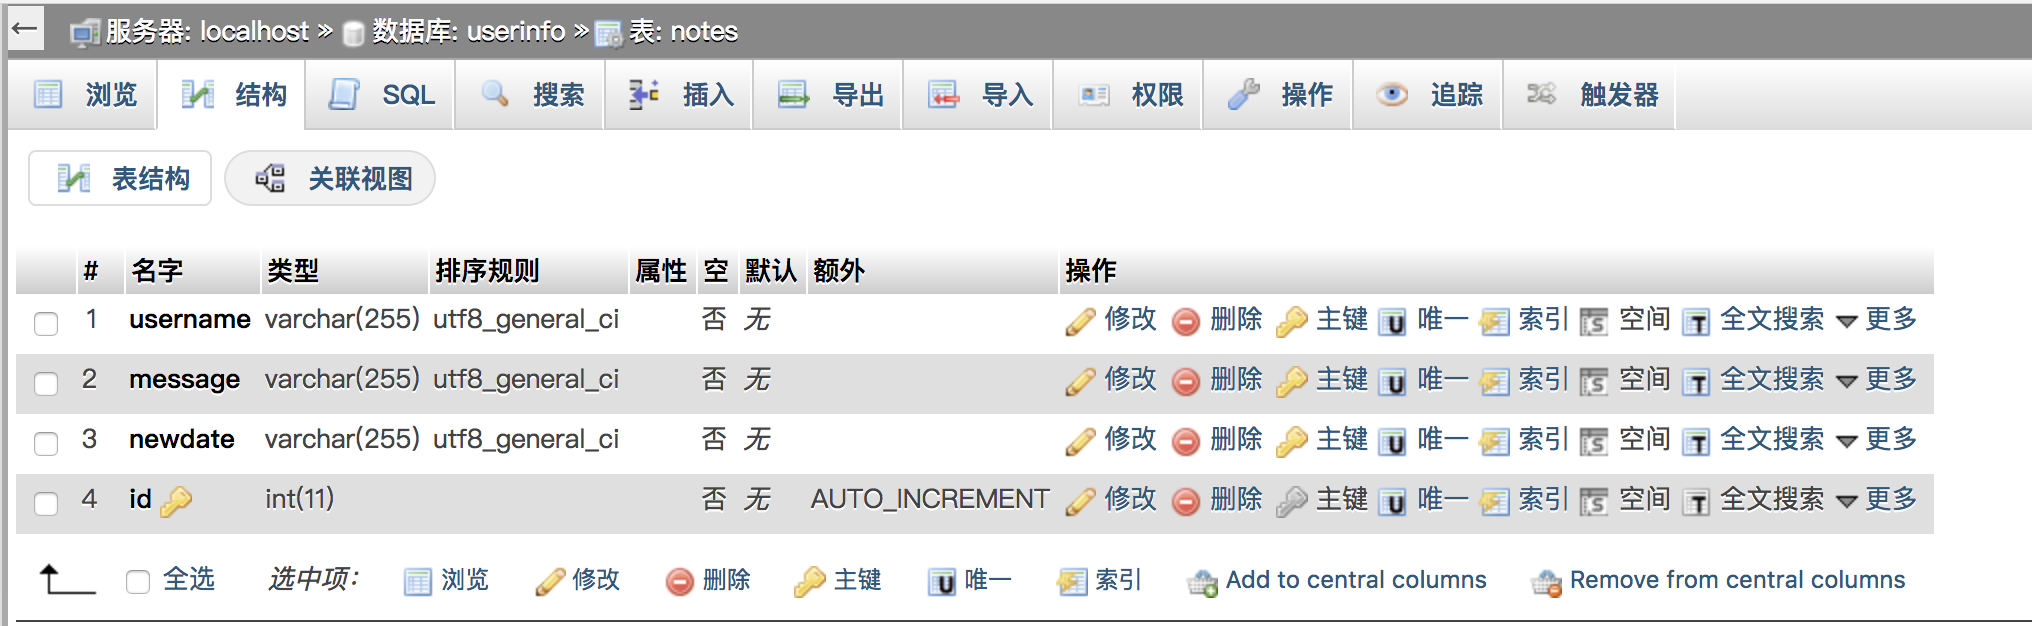 服务器: localhost » 数据库: userinfo » 表: notes
浏览 结构 SQL 搜索 插入 导出 导入 权限 操作 追踪 触发器
表结构 关联视图
# 名字 类型 排序规则 属性 空 默认 额外 操作
1 username varchar(255) utf8_general_ci 否 无 修改 删除 主键 唯一 索引 空间 全文搜索 更多
2 message varchar(255) utf8_general_ci 否 无 修改 删除 主键 唯一 索引 空间 全文搜索 更多
3 newdate varchar(255) utf8_general_ci 否 无 修改 删除 主键 唯一 索引 空间 全文搜索 更多
4 id int(11) 否 无 AUTO_INCREMENT 修改 删除 主键 唯一 索引 空间 全文搜索 更多
全选 选中项: 浏览 修改 删除 主键 唯一 索引 Add to central columns Remove from central columns